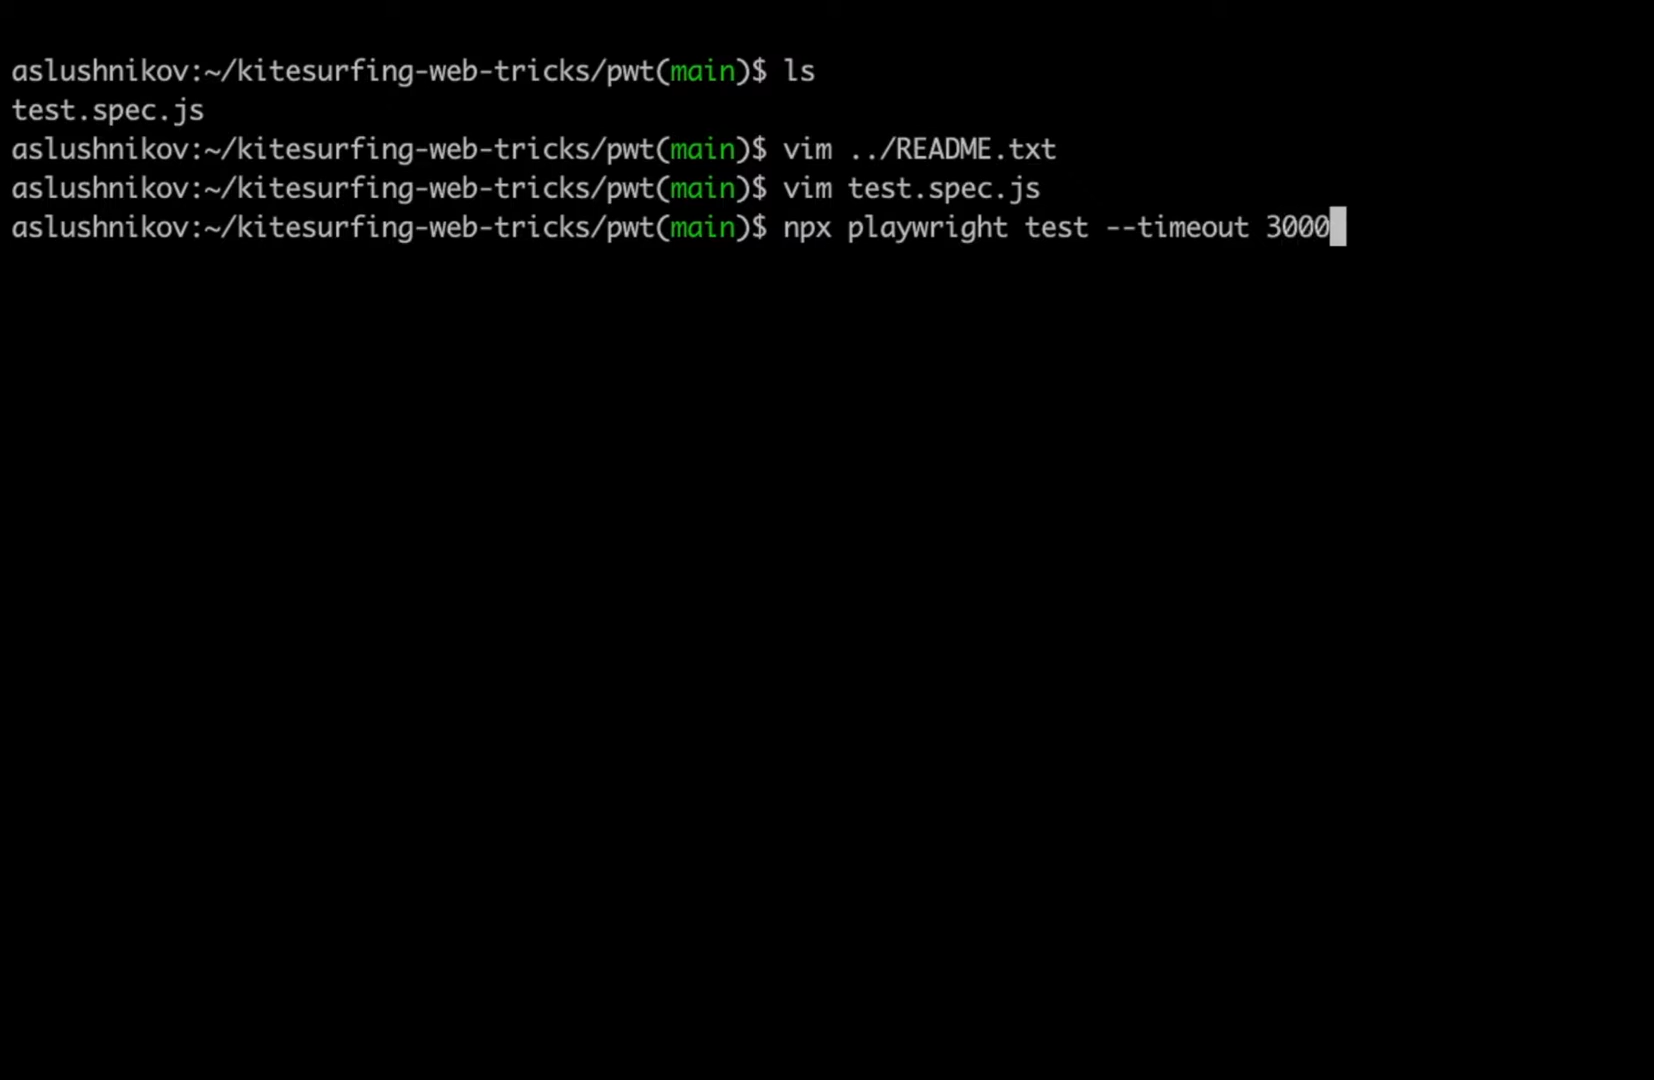 aslushnikov:~/kitesurfing-web-tricks/pwt(main)$ ls
test.spec.js
aslushnikov:~/kitesurfing-web-tricks/pwt(main)$ vim ../README.txt
aslushnikov:~/kitesurfing-web-tricks/pwt(main)$ vim test.spec.js
aslushnikov:~/kitesurfing-web-tricks/pwt(main)$ npx playwright test --timeout 3000